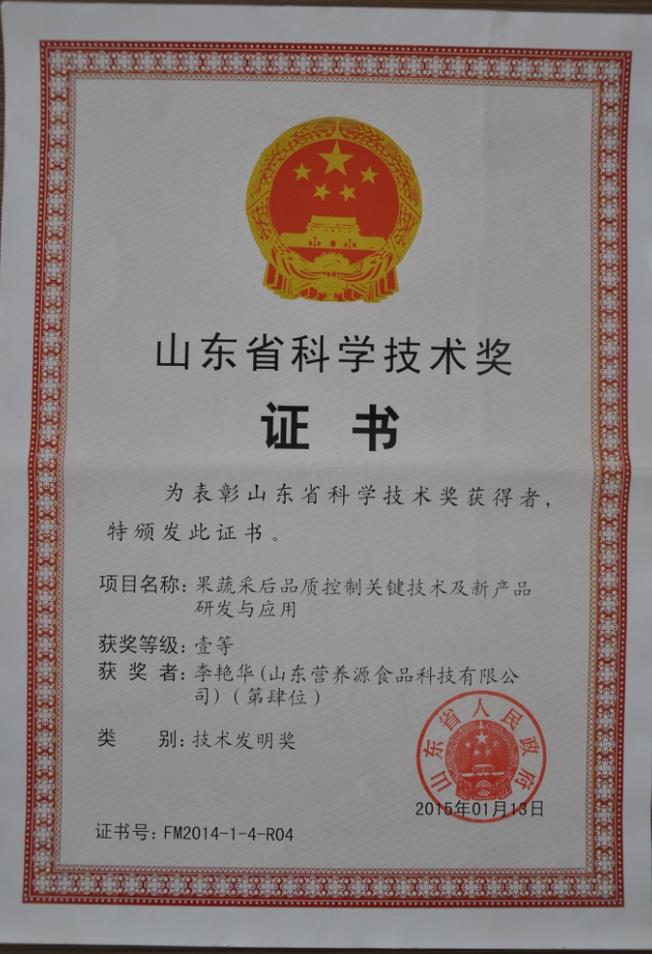 山东省科学技术奖
证书
为表彰山东省科学技术奖获得者，
特颁发此证书。
项目名称：果蔬采后品质控制关键技术及新产品
研发与应用
获奖等级：壹等
获奖者：李艳华(山东营养源食品科技有限公
司)(第肆位)
类别：技术发明奖
山东省人民政府
2015年01月13日
证书号：FM2014-1-4-R04